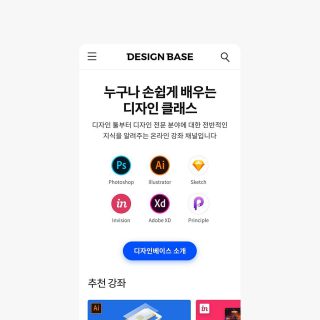 DESIGN BASE
누구나 손쉽게 배우는
디자인 클래스
디자인 툴부터 디자인 전문 분야에 대한 전반적인
지식을 알려주는 온라인 강좌 채널입니다
Ps
Ai
Photoshop
Illustrator
Sketch
in
Xd
Invision
Adobe XD
Principle
디자인베이스 소개
추천 강좌
Ai
in